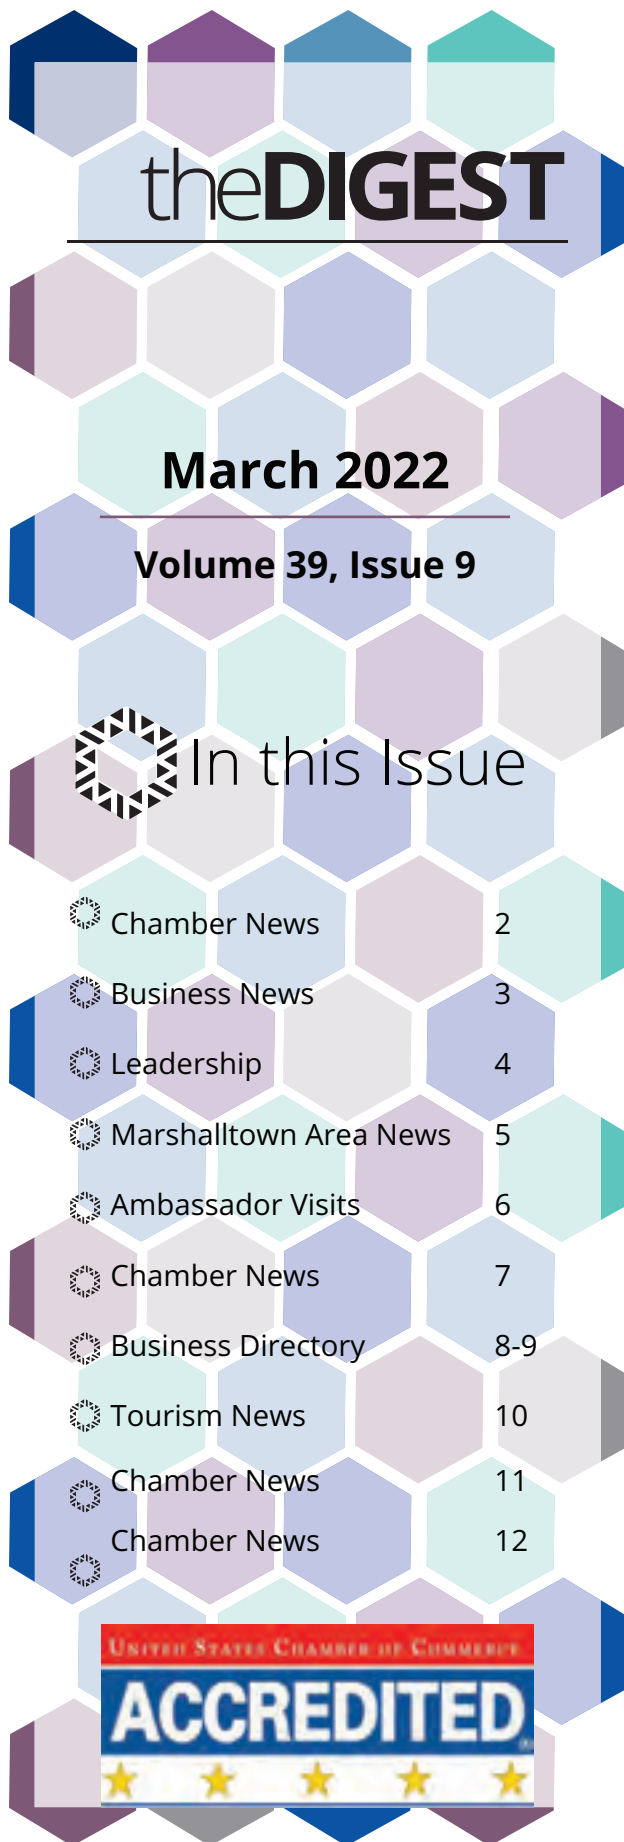 theDIGEST
March 2022
Volume 39, Issue 9
In this Issue
Chamber News 2
Business News 3
Leadership 4
Marshalltown Area News 5
Ambassador Visits 6
Chamber News 7
Business Directory 8-9
Tourism News 10
Chamber News 11
Chamber News 12
UNITED STATES CHAMBER OF COMMERCE
ACCREDITED®